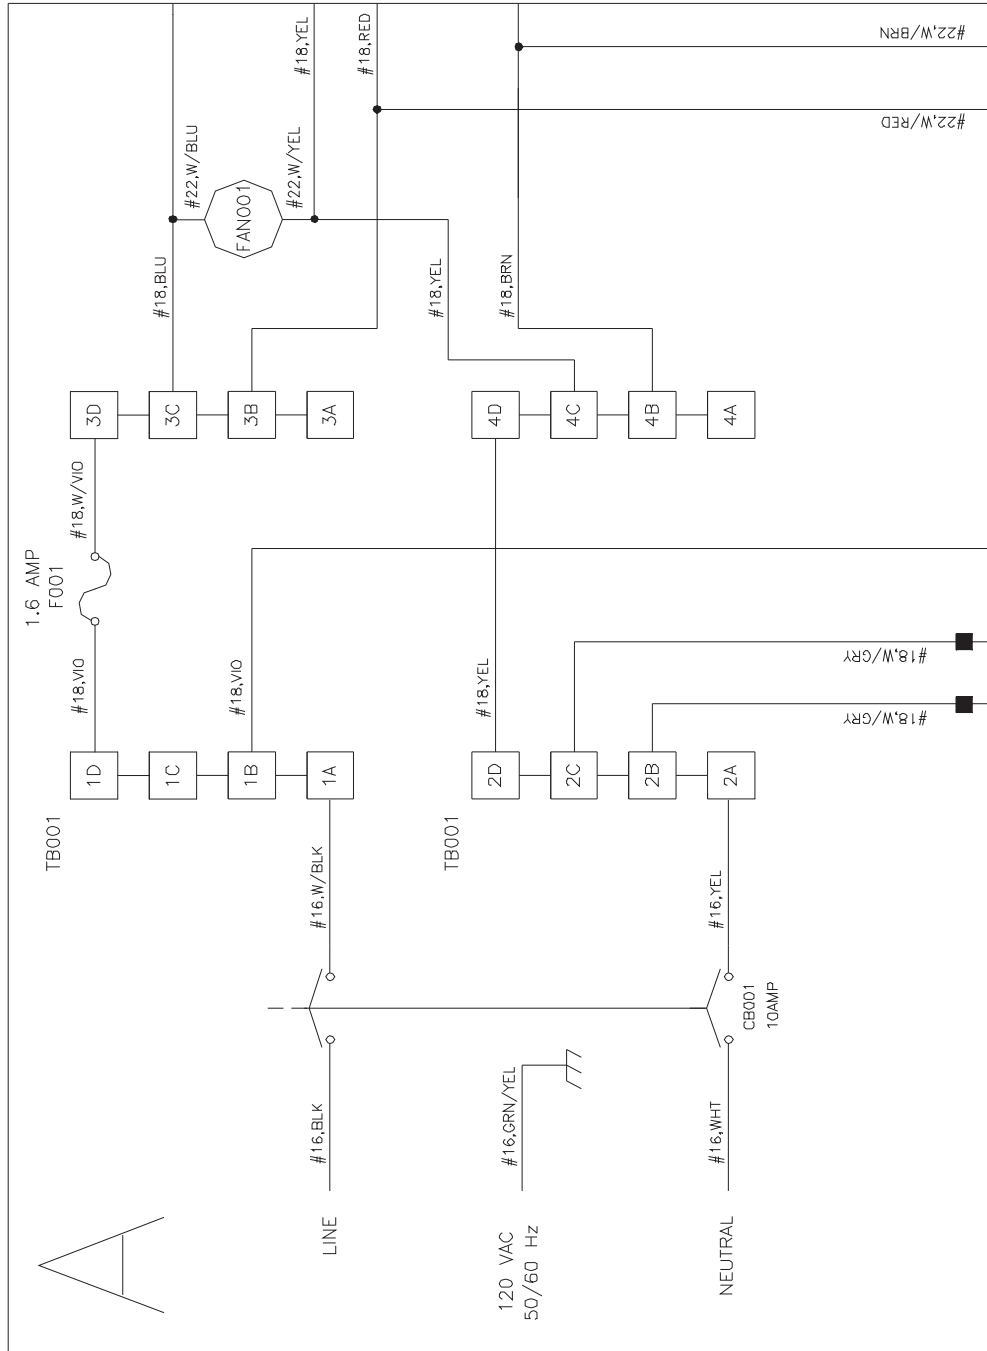 A
LINE
120 VAC
50/60 Hz
NEUTRAL
#16,BLK
#16,GRN/YEL
#16,WHT
CB001
10AMP
#16,W/BLK
#16,YEL
TB001
1D
1C
1B
1A
TB001
2D
2C
2B
2A
#18,VIO
1.6 AMP
F001
#18,W/VIO
#18,VIO
#18,YEL
#18,W/GRY
#18,W/GRY
3D
3C
3B
3A
4D
4C
4B
4A
#18,BLU
FAN001
#22,W/BLU
#22,W/YEL
#18,YEL
#18,BRN
#18,YEL
#18,RED
#22,W/RED
#22,W/BRN